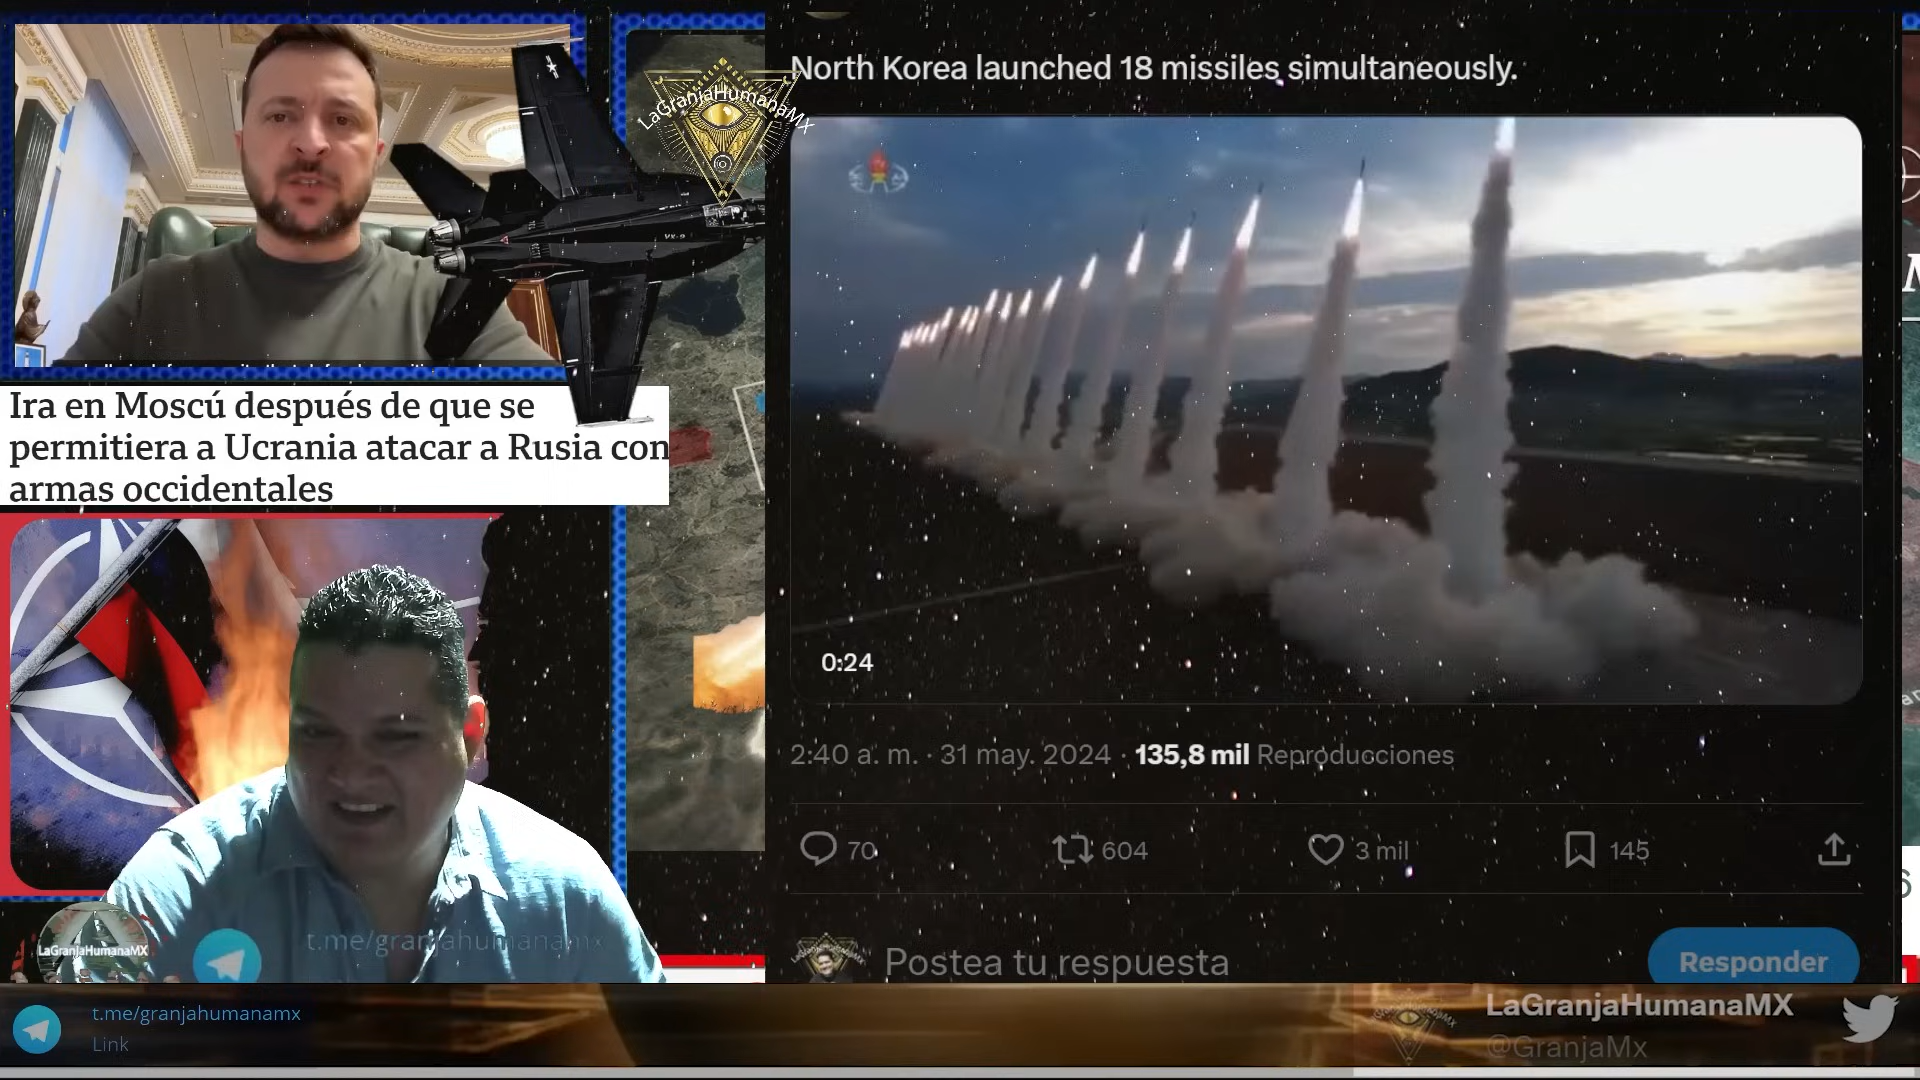 North Korea launched 18 missiles simultaneously.
LaGranjaHumanaMX
Ira en Moscú después de que se
permitiera a Ucrania atacar a Rusia con
armas occidentales
0:24
2:40 a. m. · 31 may. 2024 · 135,8 mil Reproducciones
70
604
3 mil
145
Postea tu respuesta
Responder
LaGranjaHumanaMX
t.me/granjahumanamx
t.me/granjahumanamx
Link
LaGranjaHumanaMX
@GranjaMx